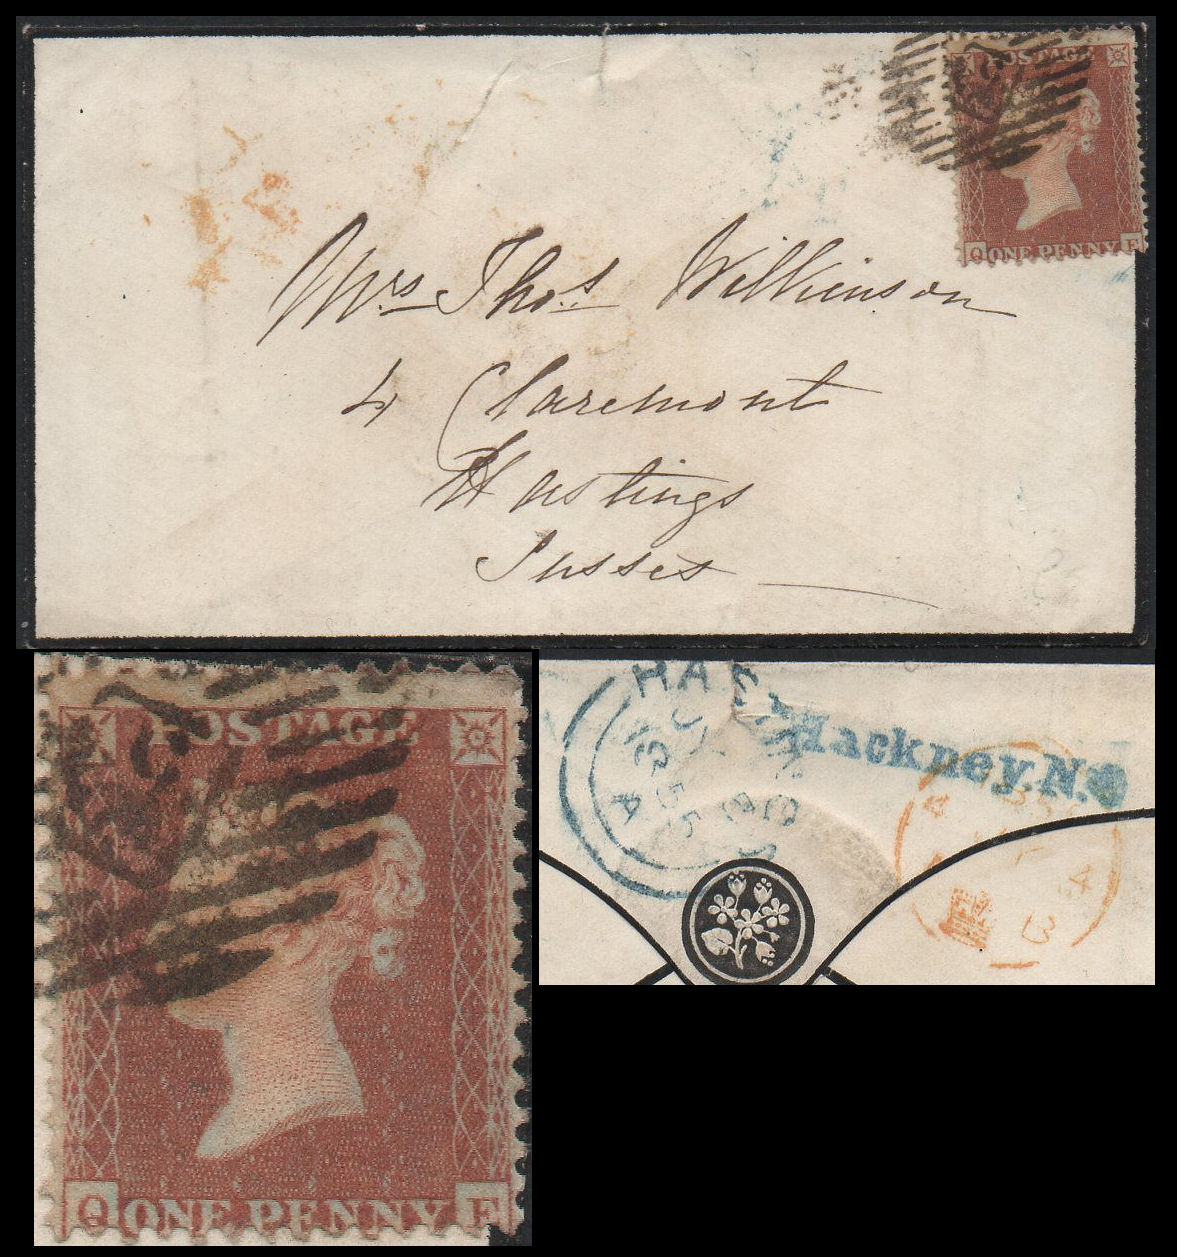 POSTAGE
Q ONE PENNY F
Mrs Thos Wilkinson
4 Claremont
Hastings
Sussex
POSTAGE
Q ONE PENNY F
Hackney.N.O